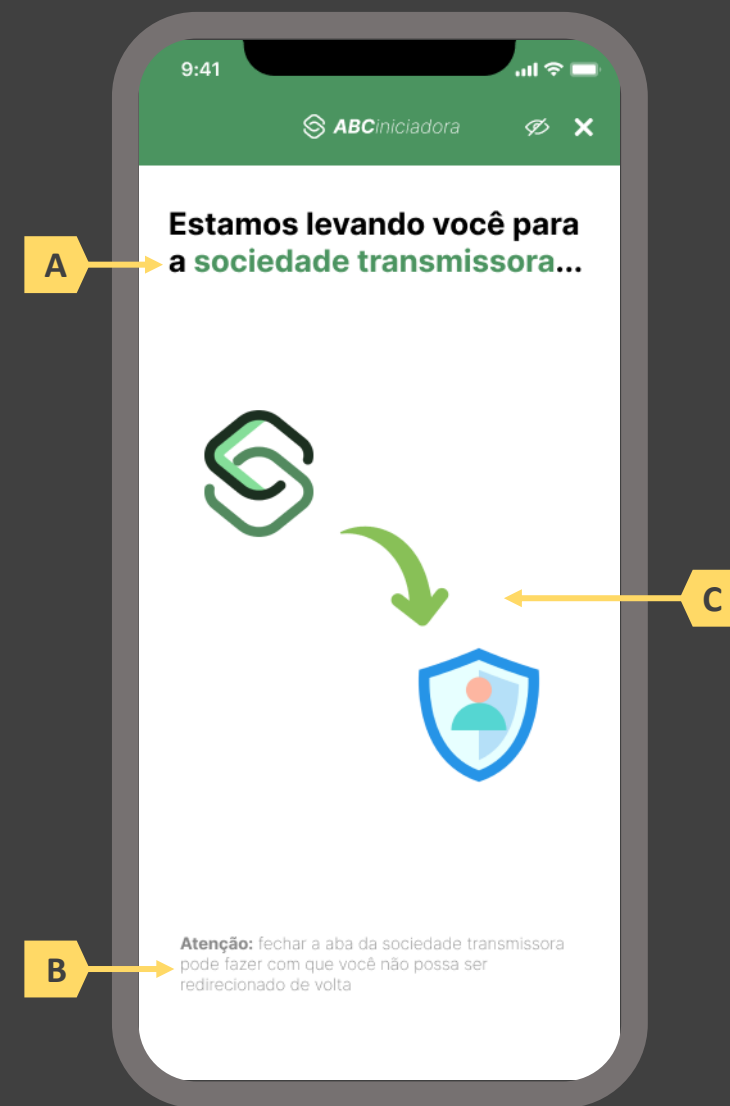 9:41
ABCiniciadora
Estamos levando você para
a sociedade transmissora...
A
C
Atenção: fechar a aba da sociedade transmissora
pode fazer com que você não possa ser
redirecionado de volta
B